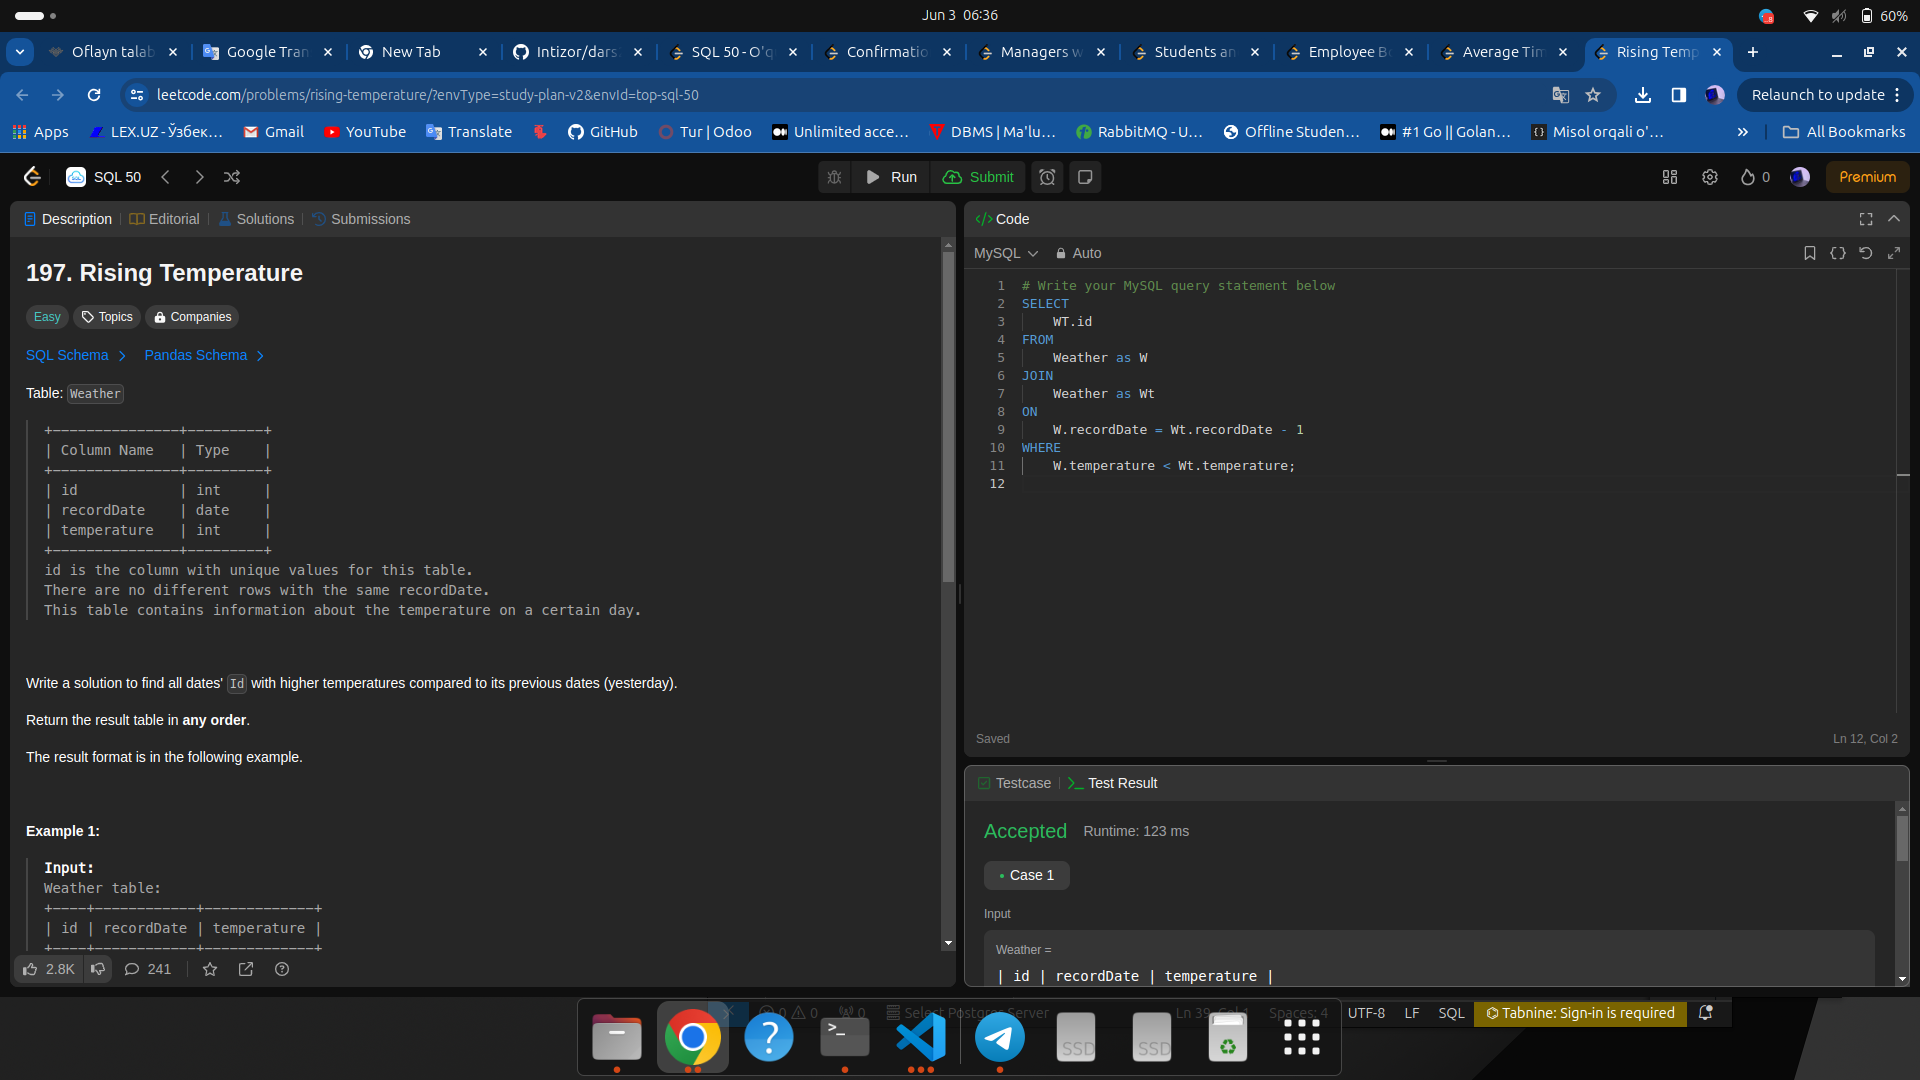 Jun 3 06:36
60%
Oflayn talab
Google Tran
New Tab
Intizor/dars
SQL 50 - O'q
Confirmatio
Managers w
Students an
Employee Bo
Average Tim
Rising Temp
leetcode.com/problems/rising-temperature/?envType=study-plan-v2&envId=top-sql-50
Relaunch to update
Apps
LEX.UZ - Ўзбек...
Gmail
YouTube
Translate
GitHub
Tur | Odoo
Unlimited acce...
DBMS | Ma'lu...
RabbitMQ - U...
Offline Studen...
#1 Go || Golan...
Misol orqali o'...
All Bookmarks
SQL 50
Run
Submit
0
Premium
Description
Editorial
Solutions
Submissions
197. Rising Temperature
Easy
Topics
Companies
SQL Schema
Pandas Schema
Table: Weather
+---------------+---------+
| Column Name   | Type    |
+---------------+---------+
| id            | int     |
| recordDate    | date    |
| temperature   | int     |
+---------------+---------+
id is the column with unique values for this table.
There are no different rows with the same recordDate.
This table contains information about the temperature on a certain day.
Write a solution to find all dates' Id with higher temperatures compared to its previous dates (yesterday).
Return the result table in any order.
The result format is in the following example.
Example 1:
Input:
Weather table:
+----+------------+-------------+
| id | recordDate | temperature |
+----+------------+-------------+
2.8K
241
Code
MySQL
Auto
1 # Write your MySQL query statement below
2 SELECT
3     WT.id
4 FROM
5     Weather as W
6 JOIN
7     Weather as Wt
8 ON
9     W.recordDate = Wt.recordDate - 1
10 WHERE
11     W.temperature < Wt.temperature;
12
Saved
Ln 12, Col 2
Testcase
Test Result
Accepted
Runtime: 123 ms
Case 1
Input
Weather =
| id | recordDate | temperature |
0
0
0
Select Postgres Server
Spaces: 4
UTF-8
LF
SQL
Tabnine: Sign-in is required
SSD
SSD